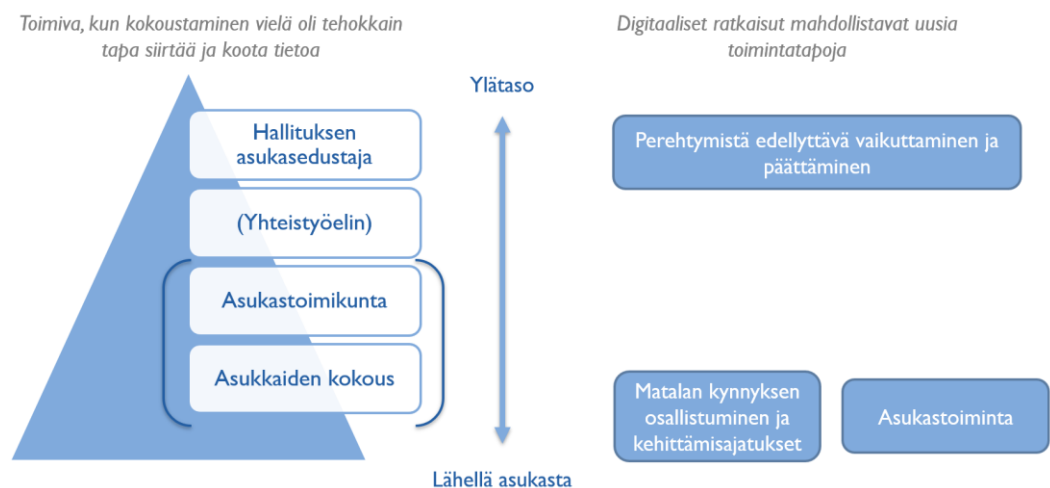 Toimiva, kun kokoustaminen vielä oli tehokkain
tapa siirtää ja koota tietoa
Hallituksen
asukasedustaja
(Yhteistyöelin)
Asukastoimikunta
Asukkaiden kokous
Ylätaso
Lähellä asukasta
Digitaaliset ratkaisut mahdollistavat uusia
toimintatapoja
Perehtymistä edellyttävä vaikuttaminen ja
päättäminen
Matalan kynnyksen
osallistuminen ja
kehittämisajatukset
Asukastoiminta